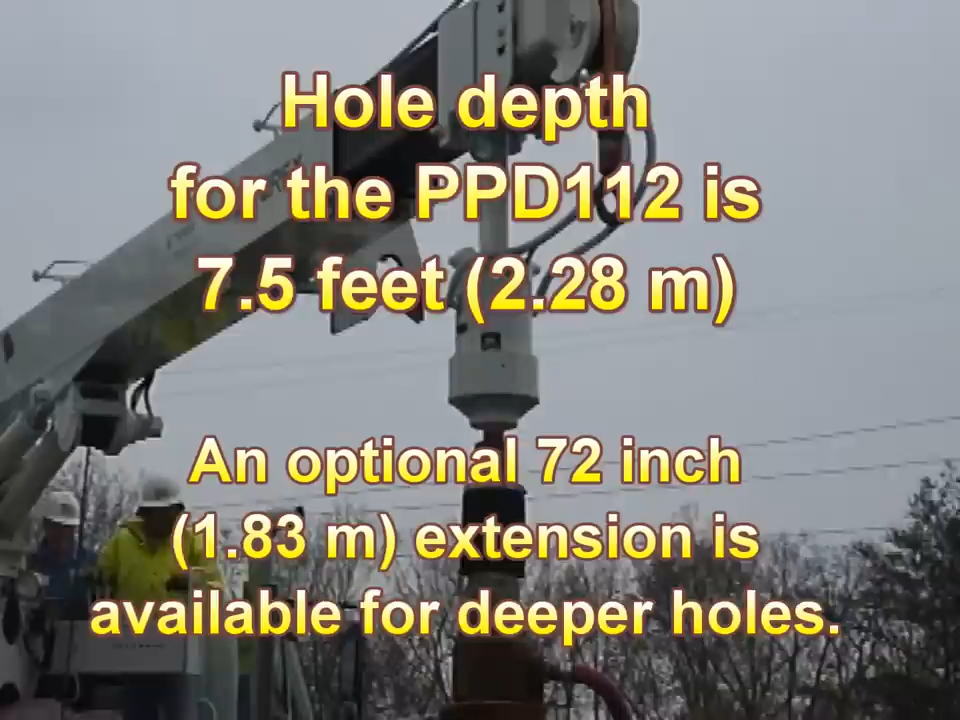 Hole depth
for the PPD112 is
7.5 feet (2.28 m)
An optional 72 inch
(1.83 m) extension is
available for deeper holes.